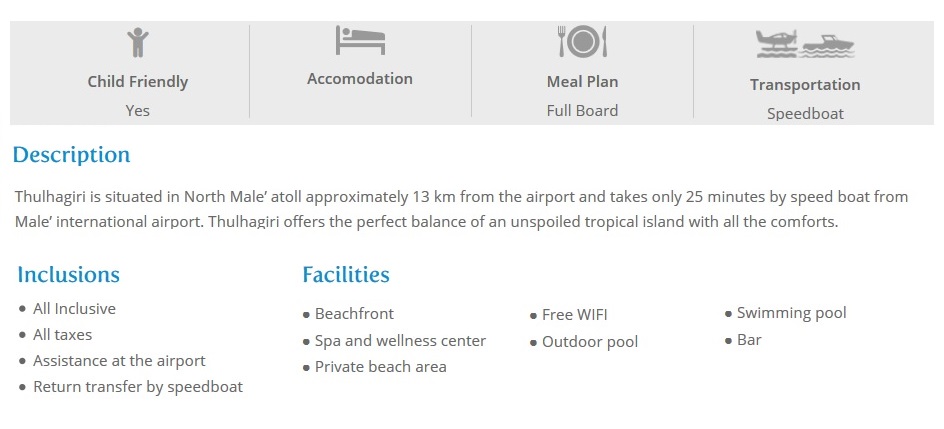 Child Friendly
Yes
Accomodation
Meal Plan
Full Board
Transportation
Speedboat
Description
Thulhagiri is situated in North Male’ atoll approximately 13 km from the airport and takes only 25 minutes by speed boat from
Male’ international airport. Thulhagiri offers the perfect balance of an unspoiled tropical island with all the comforts.
Inclusions
● All Inclusive
● All taxes
● Assistance at the airport
● Return transfer by speedboat
Facilities
● Beachfront
● Spa and wellness center
● Private beach area
● Free WIFI
● Outdoor pool
● Swimming pool
● Bar